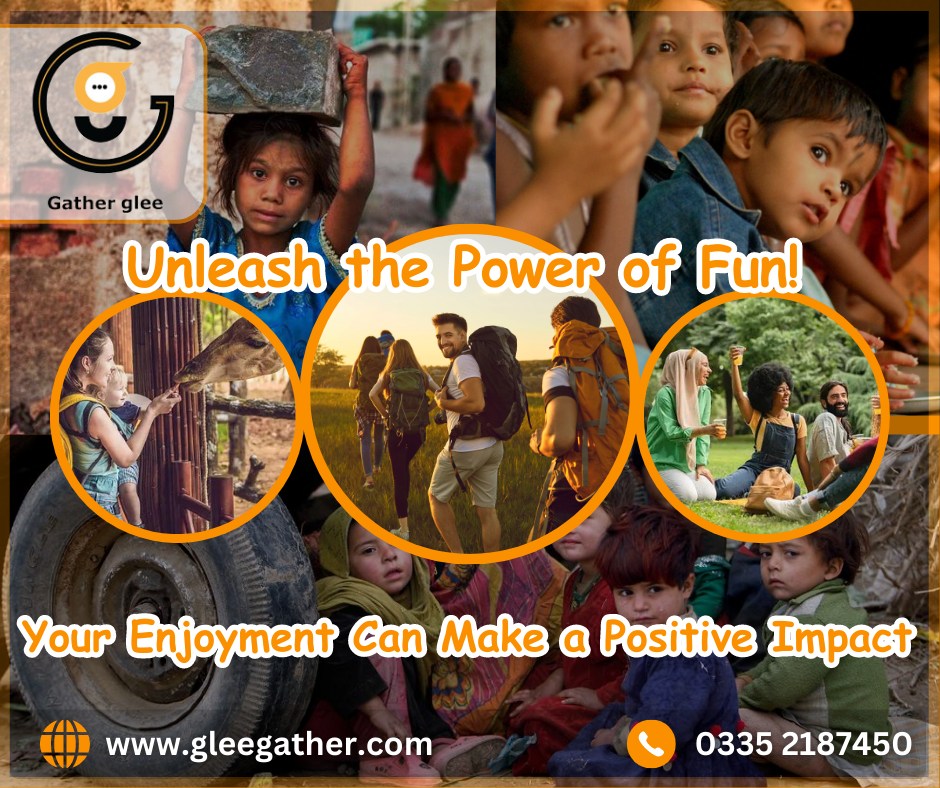 Gather glee
Unleash the Power of Fun!
Your Enjoyment Can Make a Positive Impact
www.gleegather.com
0335 2187450